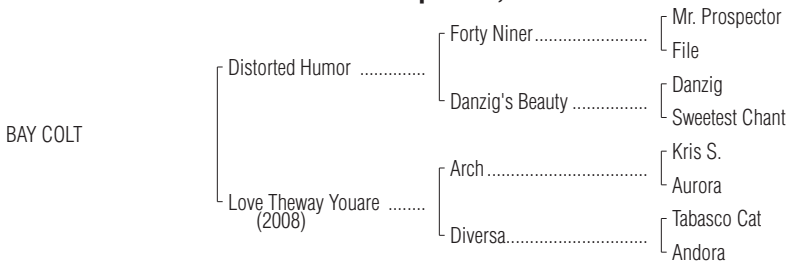 Mr. Prospector
Forty Niner
File
Distorted Humor
Danzig
Danzig's Beauty
Sweetest Chant
BAY COLT
Kris S.
Arch
Aurora
Love Theway Youare
(2008)
Tabasco Cat
Diversa
Andora